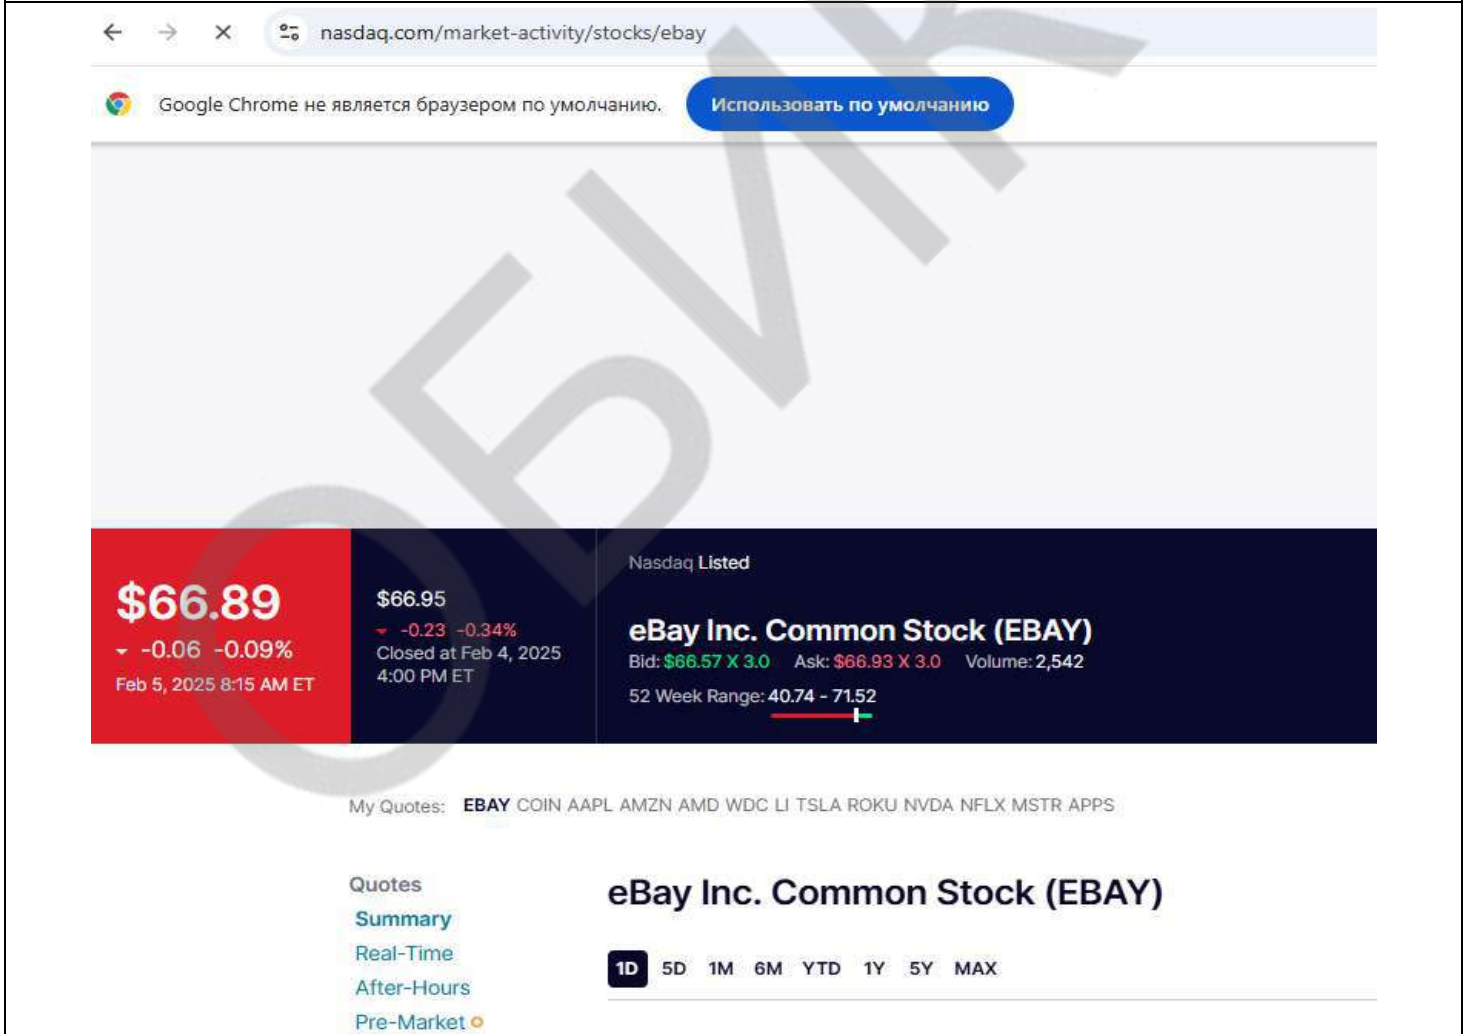 nasdaq.com/market-activity/stocks/ebay
Google Chrome не является браузером по умолчанию. Использовать по умолчанию
ОБИК
$66.89
-0.06 -0.09%
Feb 5, 2025 8:15 AM ET
$66.95
-0.23 -0.34%
Closed at Feb 4, 2025
4:00 PM ET
Nasdaq Listed
eBay Inc. Common Stock (EBAY)
Bid: $66.57 X 3.0 Ask: $66.93 X 3.0 Volume: 2,542
52 Week Range: 40.74 - 71.52
My Quotes: EBAY COIN AAPL AMZN AMD WDC LI TSLA ROKU NVDA NFLX MSTR APPS
Quotes
Summary
Real-Time
After-Hours
Pre-Market
eBay Inc. Common Stock (EBAY)
1D 5D 1M 6M YTD 1Y 5Y MAX